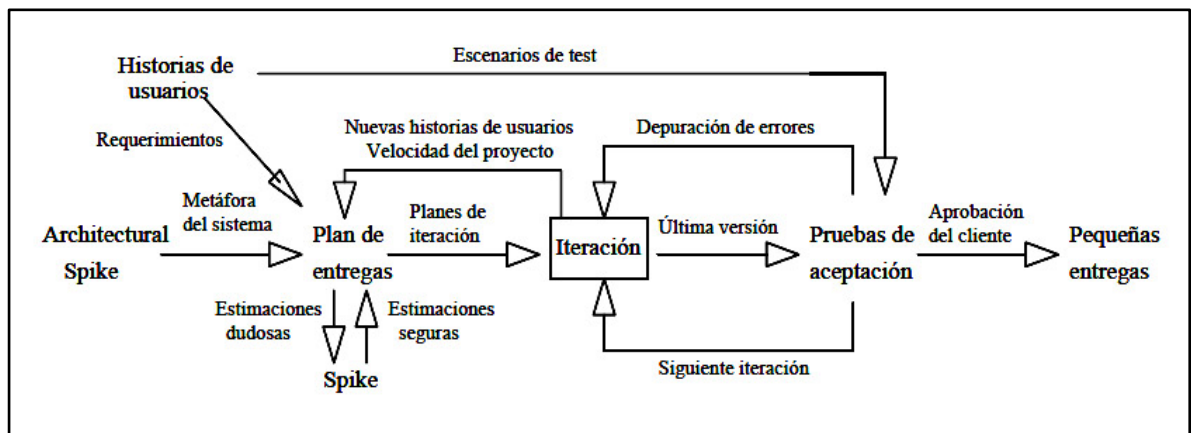 Escenarios de test
Historias de
usuarios
Requerimientos
Nuevas historias de usuarios
Velocidad del proyecto
Depuración de errores
Metáfora
del sistema
Architectural
Spike
Plan de
entregas
Planes de
iteración
Iteración
Última versión
Pruebas de
aceptación
Aprobación
del cliente
Pequeñas
entregas
Estimaciones
dudosas
Estimaciones
seguras
Spike
Siguiente iteración